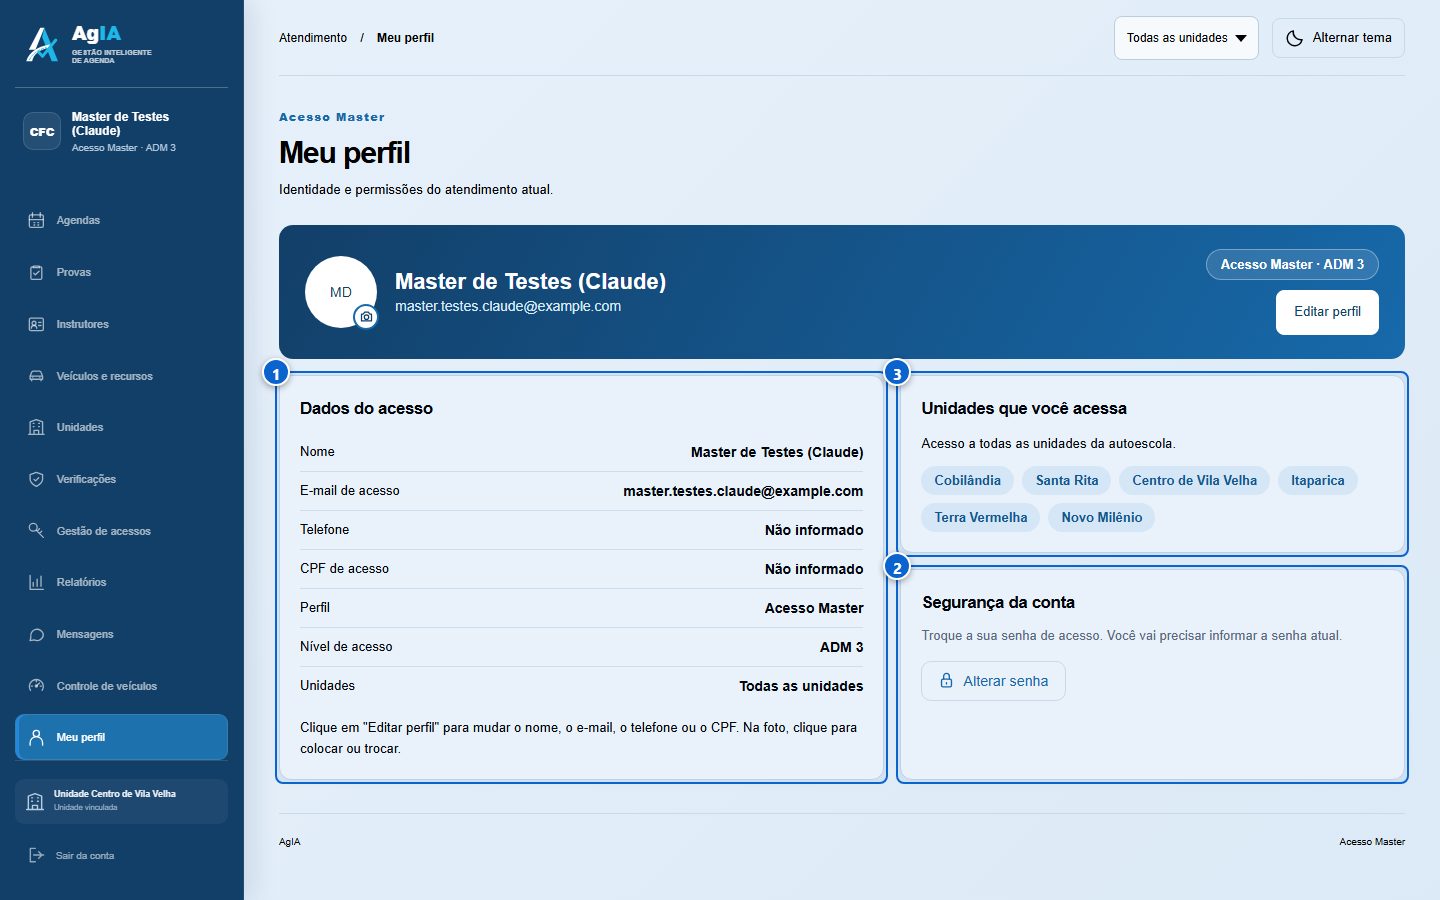 AgIA
GESTÃO INTELIGENTE
DE AGENDA
CFC
Master de Testes
(Claude)
Acesso Master · ADM 3
Agendas
Provas
Instrutores
Veículos e recursos
Unidades
Verificações
Gestão de acessos
Relatórios
Mensagens
Controle de veículos
Meu perfil
Unidade Centro de Vila Velha
Unidade vinculada
Sair da conta
Atendimento / Meu perfil
Todas as unidades
Alternar tema
Acesso Master
Meu perfil
Identidade e permissões do atendimento atual.
MD
Master de Testes (Claude)
master.testes.claude@example.com
Acesso Master · ADM 3
Editar perfil
1
Dados do acesso
Nome Master de Testes (Claude)
E-mail de acesso master.testes.claude@example.com
Telefone Não informado
CPF de acesso Não informado
Perfil Acesso Master
Nível de acesso ADM 3
Unidades Todas as unidades
Clique em "Editar perfil" para mudar o nome, o e-mail, o telefone ou o CPF. Na foto, clique para
colocar ou trocar.
3
Unidades que você acessa
Acesso a todas as unidades da autoescola.
Cobilândia Santa Rita Centro de Vila Velha Itaparica
Terra Vermelha Novo Milênio
2
Segurança da conta
Troque a sua senha de acesso. Você vai precisar informar a senha atual.
Alterar senha
AgIA
Acesso Master